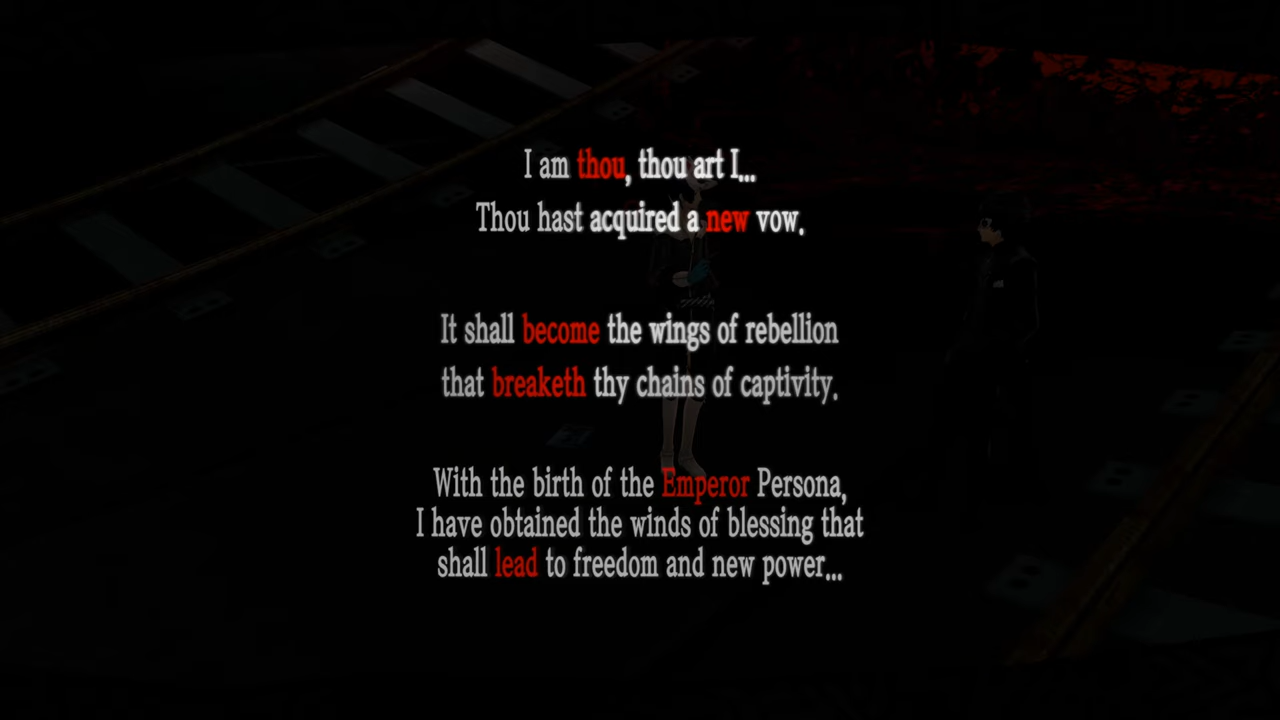 I am thou, thou art I...
Thou hast acquired a new vow.
It shall become the wings of rebellion
that breaketh thy chains of captivity.
With the birth of the Emperor Persona,
I have obtained the winds of blessing that
shall lead to freedom and new power...